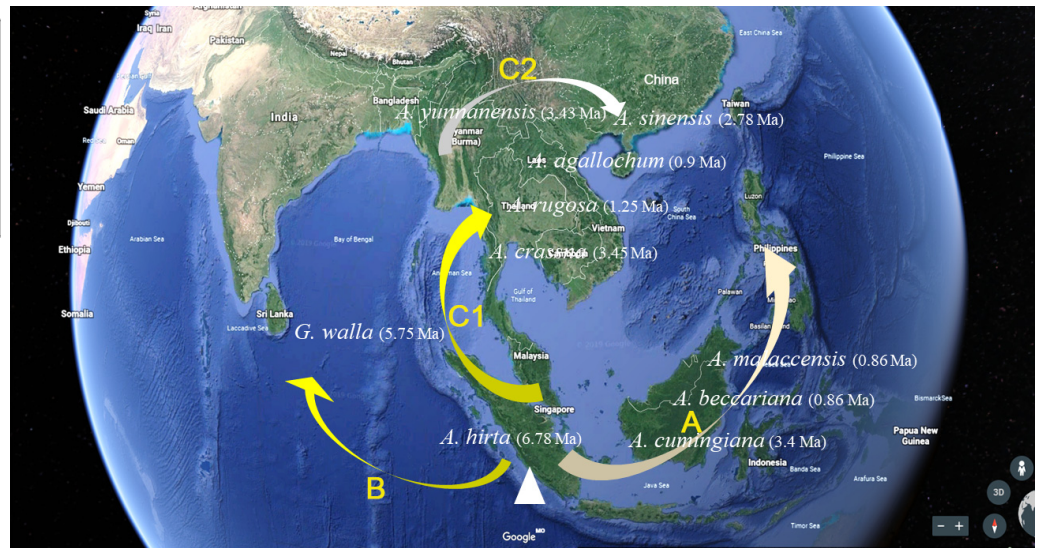 Syria
Iraq Iran
Pakistan
Nepal
Bhutan
East China Sea
C2
China
Bangladesh
Taiwan
Saudi Arabia
India
A. yunnanensis (3.43 Ma)
A. sinensis (2.78 Ma)
yanmar
(Burma)
Oman
A. agallochum (0.9 Ma)
Philippine Sea
Yemen
Luzon
A. rugosa (1.25 Ma)
South
China Sea
Thailand
Djibouti
Vietnam
Arabian Sea
Bay of Bengal
Ethiopia
A. crassna (3.45 Ma)
Philippines
Gulf of
Thailand
Palawan
Somalia
Sri Lanka
Laccadive Sea
C1
G. walla (5.75 Ma)
Malaysia
A. malaccensis (0.86 Ma)
A. beccariana (0.86 Ma)
Bismarck Sea
Singapore
A
A. hirta (6.78 Ma)
A. cumingiana (3.4 Ma)
Papua New
Guinea
Indonesia
Banda Sea
Java Sea
Arafura Sea
B
3D
Timor Sea
Google